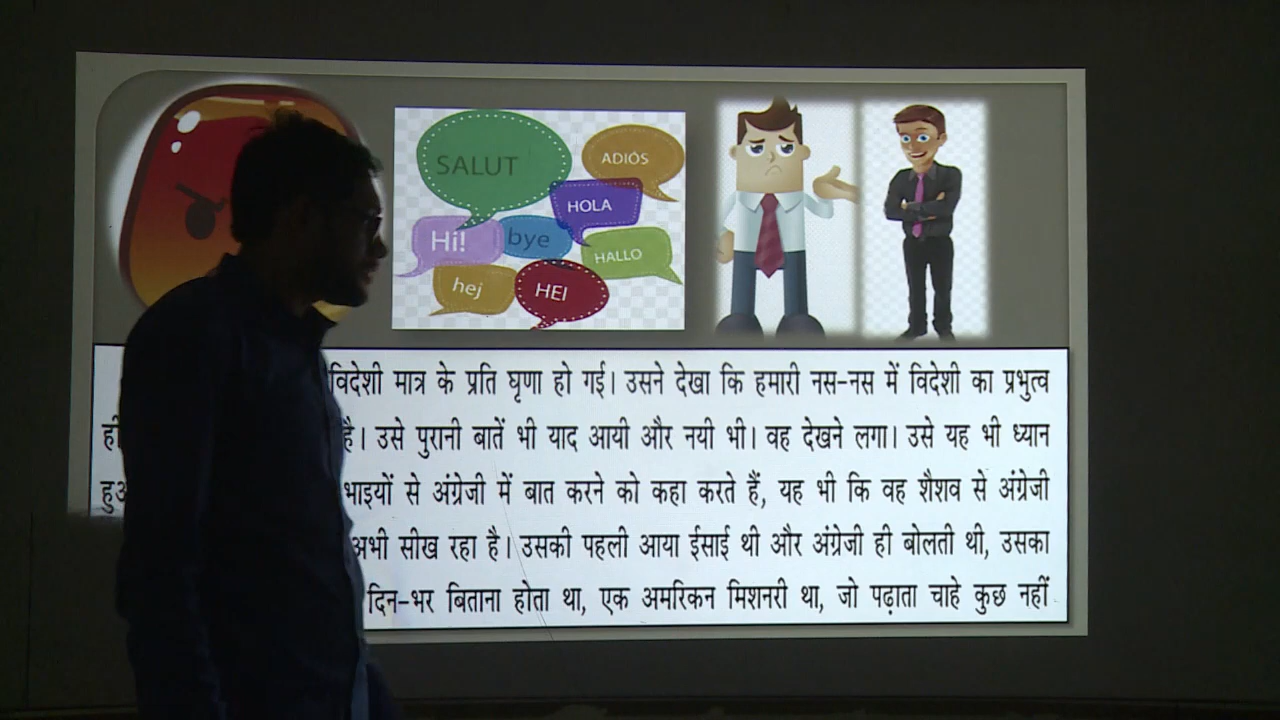 SALUT
ADIÓS
HOLA
Hi!
bye
HALLO
hej
HEI
विदेशी मात्र के प्रति घृणा हो गई। उसने देखा कि हमारी नस-नस में विदेशी का प्रभुत्व
है। उसे पुरानी बातें भी याद आयी और नयी भी। वह देखने लगा। उसे यह भी ध्यान
भाइयों से अंग्रेजी में बात करने को कहा करते हैं, यह भी कि वह शैशव से अंग्रेजी
अभी सीख रहा है। उसकी पहली आया ईसाई थी और अंग्रेजी ही बोलती थी, उसका
दिन-भर बिताना होता था, एक अमरिकन मिशनरी था, जो पढ़ाता चाहे कुछ नहीं